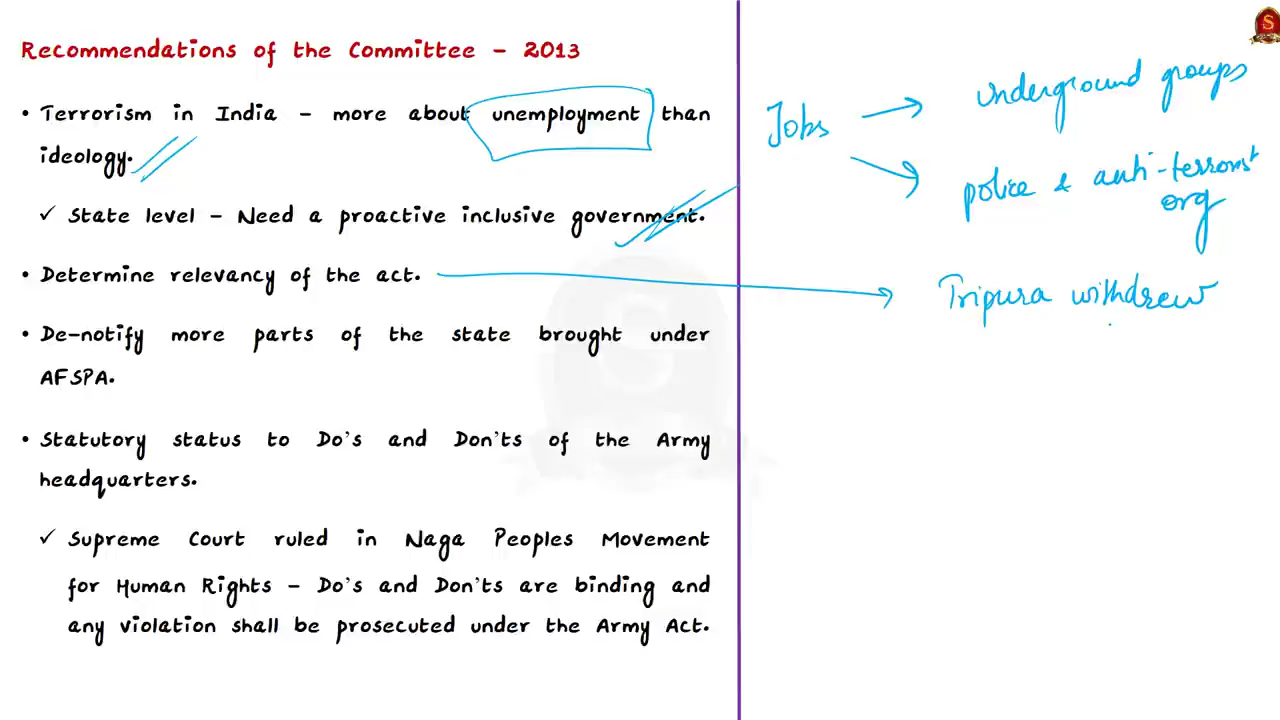 Recommendations of the Committee – 2013
• Terrorism in India – more about unemployment than
ideology.
✓ State level – Need a proactive inclusive government.
• Determine relevancy of the act.
• De-notify more parts of the state brought under
AFSPA.
• Statutory status to Do's and Don'ts of the Army
headquarters.
✓ Supreme Court ruled in Naga Peoples Movement
for Human Rights – Do's and Don'ts are binding and
any violation shall be prosecuted under the Army Act.
Jobs → underground groups
→ police & anti-terrorist
org
→ Tripura withdrew
S